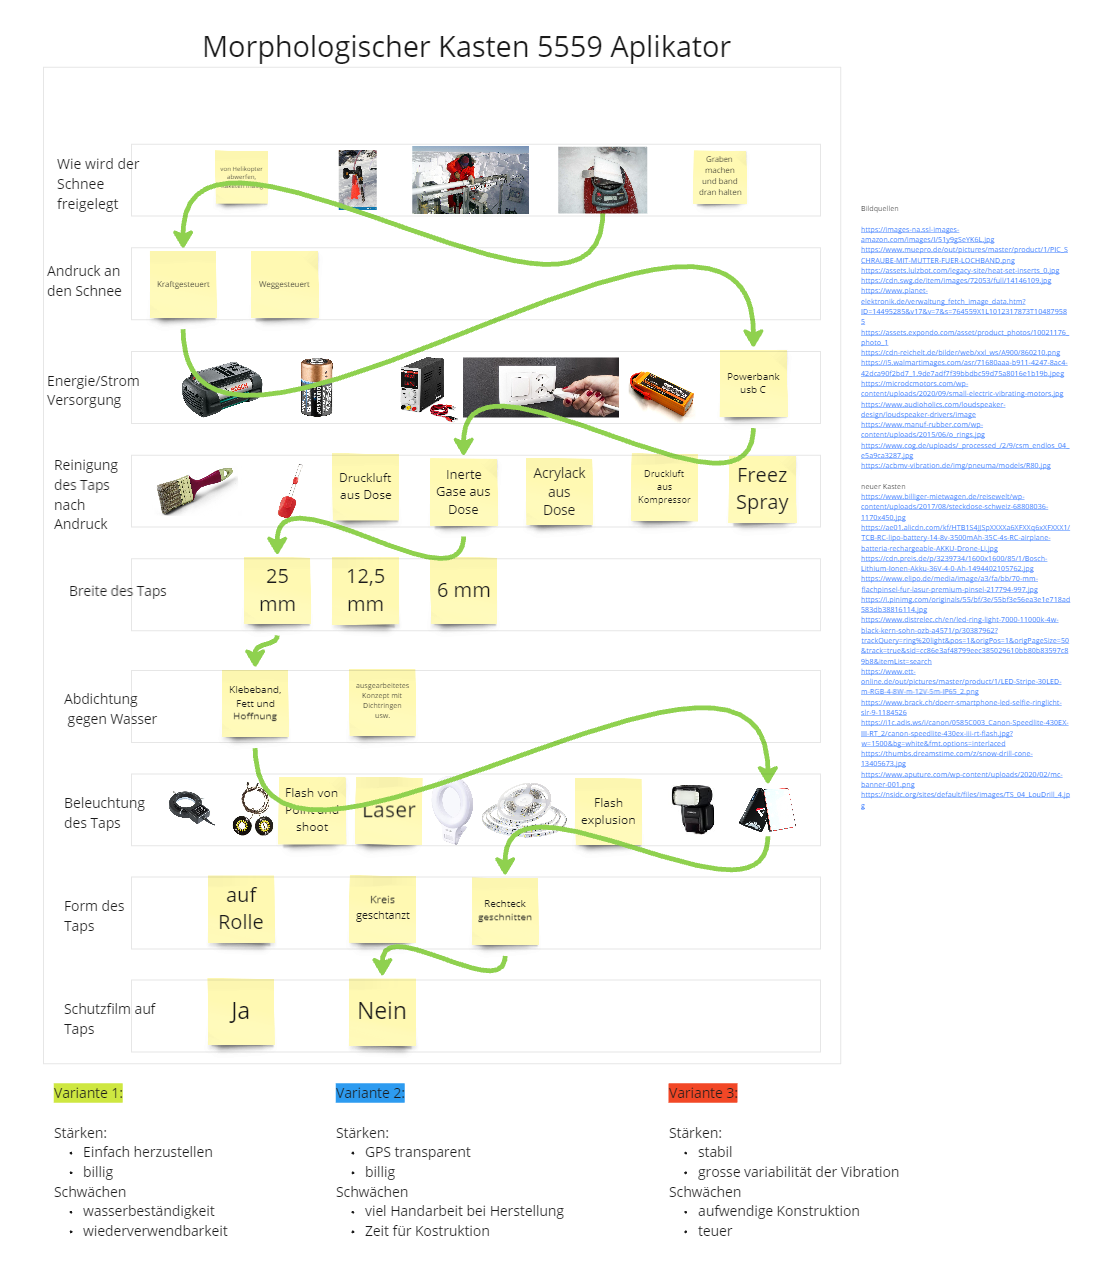 Morphologischer Kasten 5559 Aplikator
Wie wird der
Schnee
freigelegt
von Helikopter
abwerfen,
Graben
machen
und band
dran halten
Andruck an
den Schnee
Kraftgesteuert
Weggesteuert
Energie/Strom
Versorgung
BOSCH
Powerbank
usb C
Reinigung
des Taps
nach
Andruck
Druckluft
aus Dose
Inerte
Gase aus
Dose
Acrylack
aus
Dose
Druckluft
aus
Kompressor
Freez
Spray
Breite des Taps
25
mm
12,5
mm
6 mm
Abdichtung
gegen Wasser
Klebeband,
Fett und
Hoffnung
ausgearbeitetes
Konzept mit
Dichtringen
usw.
Beleuchtung
des Taps
Flash von
Point und
shoot
Laser
Flash
explusion
Form des
Taps
auf
Rolle
Kreis
geschtanzt
Rechteck
geschnitten
Schutzfilm auf
Taps
Ja
Nein
Variante 1:
Stärken:
• Einfach herzustellen
• billig
Schwächen
• wasserbeständigkeit
• wiederverwendbarkeit
Variante 2:
Stärken:
• GPS transparent
• billig
Schwächen
• viel Handarbeit bei Herstellung
• Zeit für Kostruktion
Variante 3:
Stärken:
• stabil
• grosse variabilität der Vibration
Schwächen
• aufwendige Konstruktion
• teuer
Bildquellen
https://images-na.ssl-images-
amazon.com/images/I/51y9gSeYK6L.jpg
https://www.muepro.de/out/pictures/master/product/1/PIC_S
CHRAUBE-MIT-MUTTER-FUER-LOCHBAND.png
https://assets.lulzbot.com/legacy-site/heat-set-inserts_0.jpg
https://cdn.swg.de/item/images/72053/full/14146109.jpg
https://www.planet-
elektronik.de/verwaltung_fetch_image_data.htm?
ID=14495285&v17&v=7&s=764559X1L1012317873T10487958
5
https://assets.expondo.com/asset/product_photos/10021176_
photo_1
https://cdn-reichelt.de/bilder/web/xxl_ws/A900/860210.png
https://i5.walmartimages.com/asr/71680aaa-b911-4247-8ac4-
42dca90f2bd7_1.9de7adf7f39bbdbc59d75a8016e1b19b.jpeg
https://microdcmotors.com/wp-
content/uploads/2020/09/small-electric-vibrating-motors.jpg
https://www.audioholics.com/loudspeaker-
design/loudspeaker-drivers/image
https://www.manuf-rubber.com/wp-
content/uploads/2015/06/o_rings.jpg
https://www.cog.de/uploads/_processed_/2/9/csm_endlos_04_
e5a9ca3287.jpg
https://acbmv-vibration.de/img/pneuma/models/R80.jpg
neuer Kasten
https://www.billiger-mietwagen.de/reisewelt/wp-
content/uploads/2017/08/steckdose-schweiz-68808036-
1170x450.jpg
TCB-RC-lipo-battery-14-8v-3500mAh-35C-4s-RC-airplane-
batteria-rechargeable-AKKU-Drone-Li.jpg
https://cdn.preis.de/p/3239734/1600x1600/85/1/Bosch-
Lithium-Ionen-Akku-36V-4-0-Ah-1494402105762.jpg
https://www.elipo.de/media/image/a3/fa/bb/70-mm-
flachpinsel-fur-lasur-premium-pinsel-217794-997.jpg
https://i.pinimg.com/originals/55/bf/3e/55bf3e56ea3e1e718ad
583db38816114.jpg
https://www.distrelec.ch/en/led-ring-light-7000-11000k-4w-
black-kern-sohn-ozb-a4571/p/30387962?
trackQuery=ring%20light&pos=1&origPos=1&origPageSize=50
&track=true&sid=cc86e3af48799eec385029610bb80b83597c8
9b8&itemList=search
https://www.ett-
online.de/out/pictures/master/product/1/LED-Stripe-30LED-
m-RGB-4-8W-m-12V-5m-IP65_2.png
https://www.brack.ch/doerr-smartphone-led-selfie-ringlicht-
slr-9-1184526
https://i1c.adis.ws/i/canon/0585C003_Canon-Speedlite-430EX-
III-RT_2/canon-speedlite-430ex-iii-rt-flash.jpg?
w=1500&bg=white&fmt.options=interlaced
https://thumbs.dreamstime.com/z/snow-drill-cone-
13405673.jpg
https://www.aputure.com/wp-content/uploads/2020/02/mc-
banner-001.png
https://nsidc.org/sites/default/files/images/TS_04_LouDrill_4.jp
g